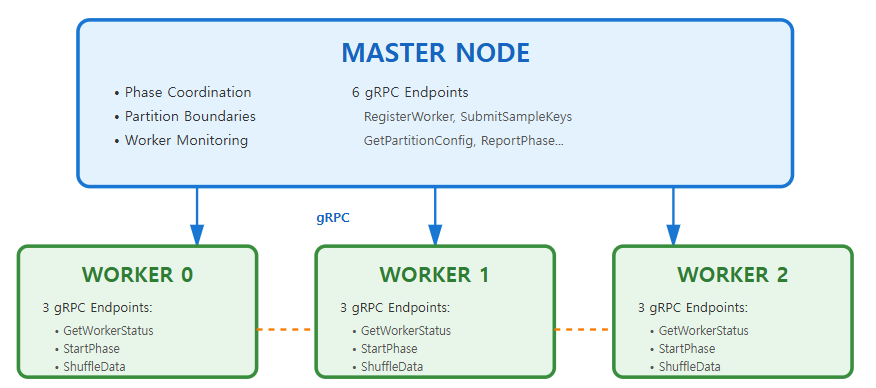 MASTER NODE
• Phase Coordination
• Partition Boundaries
• Worker Monitoring
6 gRPC Endpoints
RegisterWorker, SubmitSampleKeys
GetPartitionConfig, ReportPhase...
gRPC
WORKER 0
3 gRPC Endpoints:
• GetWorkerStatus
• StartPhase
• ShuffleData
WORKER 1
3 gRPC Endpoints:
• GetWorkerStatus
• StartPhase
• ShuffleData
WORKER 2
3 gRPC Endpoints:
• GetWorkerStatus
• StartPhase
• ShuffleData